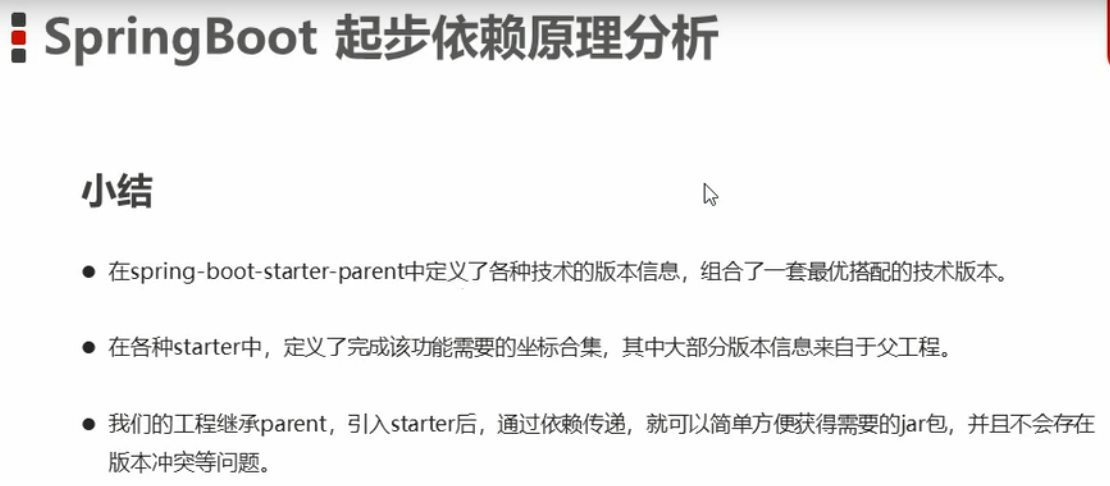 SpringBoot 起步依赖原理分析
小结
在spring-boot-starter-parent中定义了各种技术的版本信息，组合了一套最优搭配的技术版本。
在各种starter中，定义了完成该功能需要的坐标合集，其中大部分版本信息来自于父工程。
我们的工程继承parent，引入starter后，通过依赖传递，就可以简单方便获得需要的jar包，并且不会存在
版本冲突等问题。